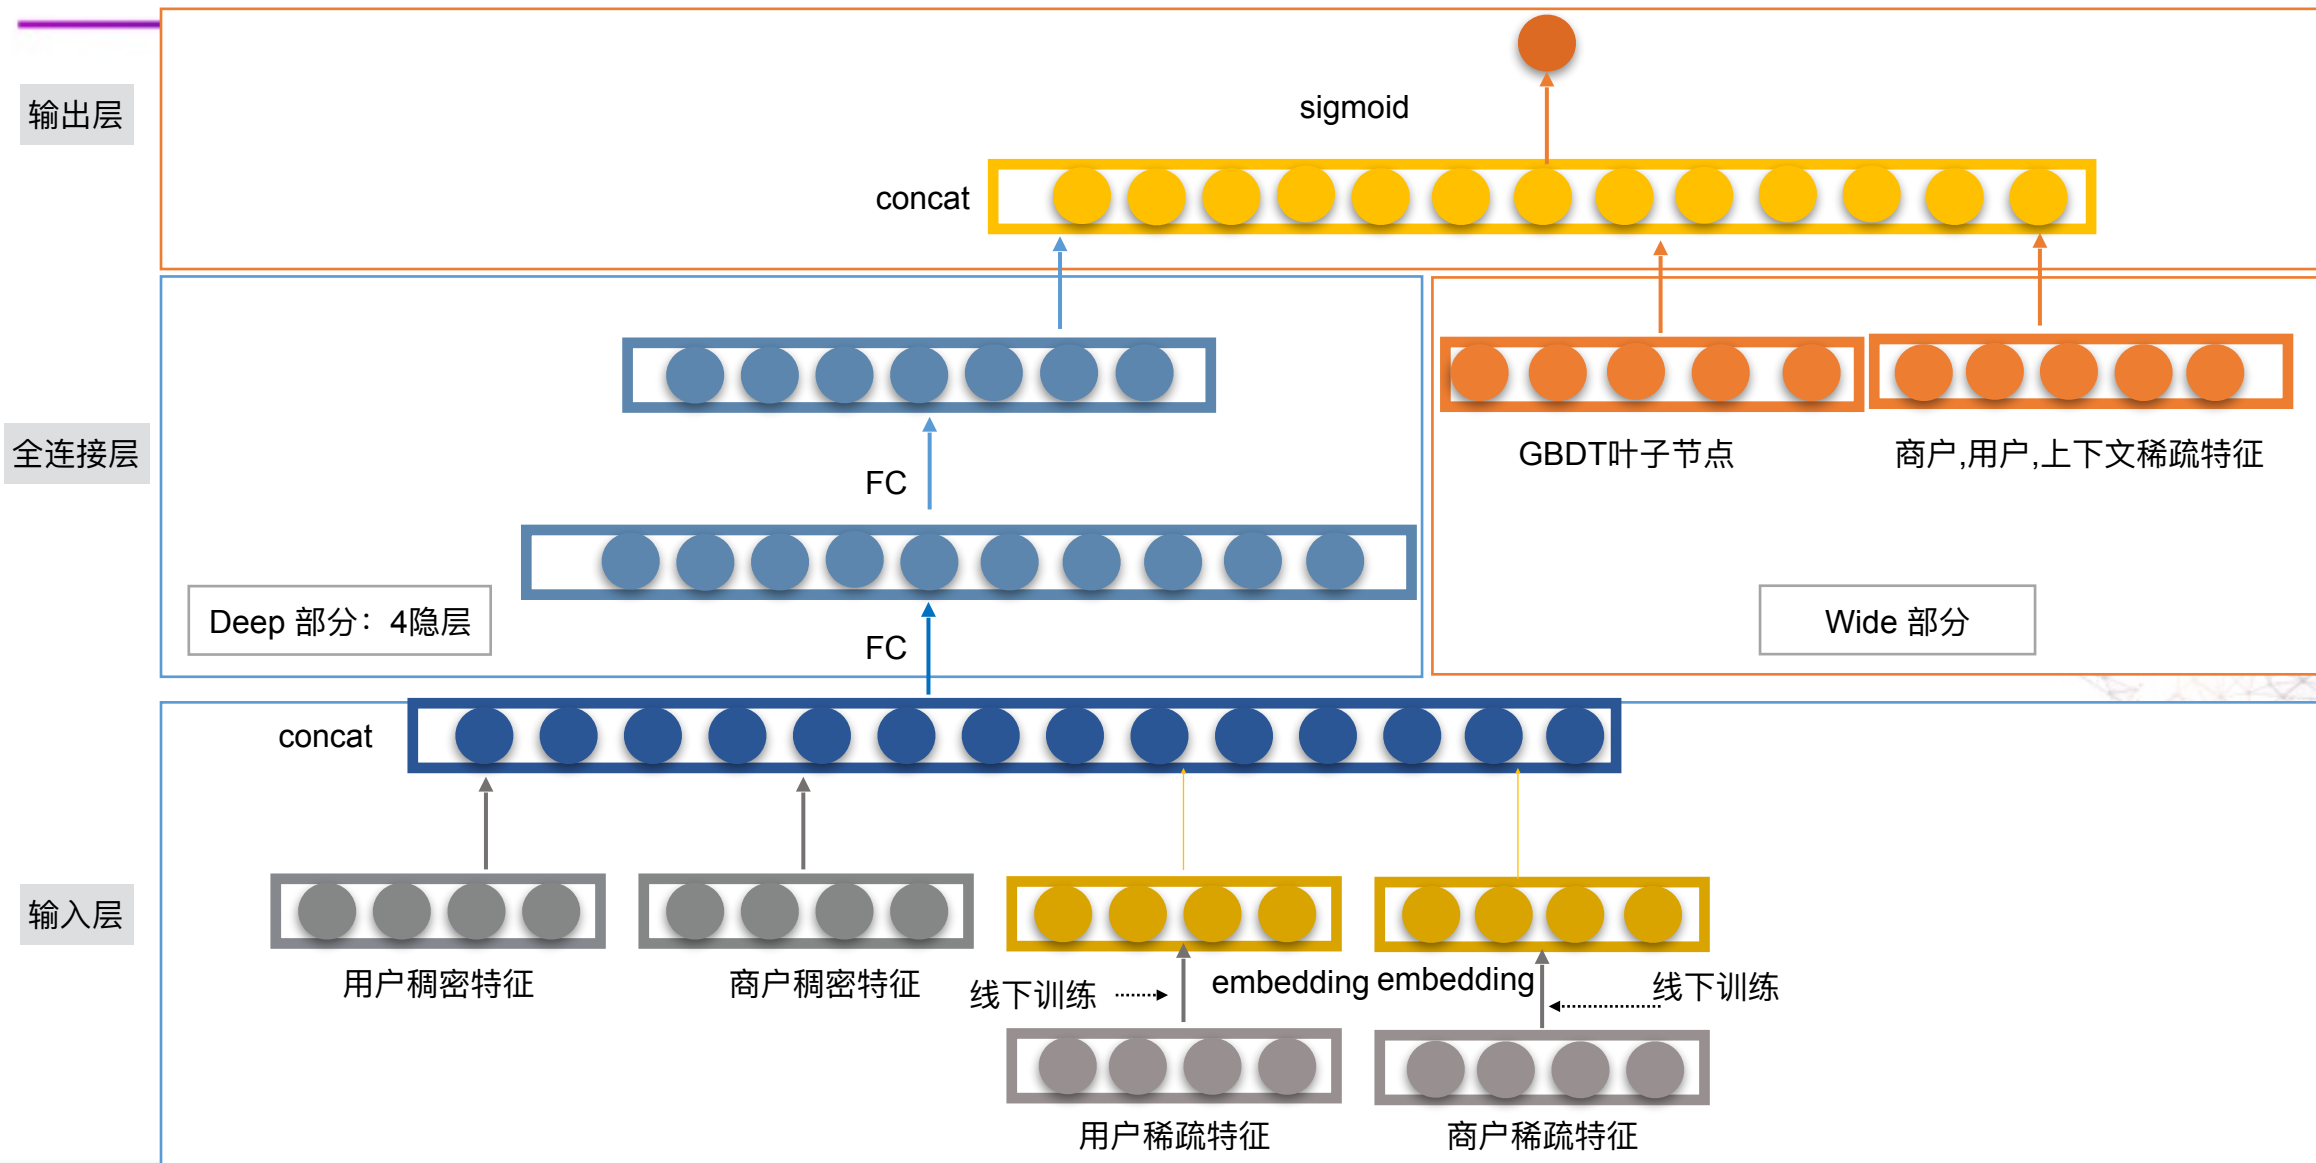 输出层
sigmoid
concat
全连接层
GBDT叶子节点
商户,用户,上下文稀疏特征
FC
Deep 部分：4隐层
Wide 部分
FC
concat
输入层
用户稠密特征
商户稠密特征
线下训练
embedding
embedding
线下训练
用户稀疏特征
商户稀疏特征